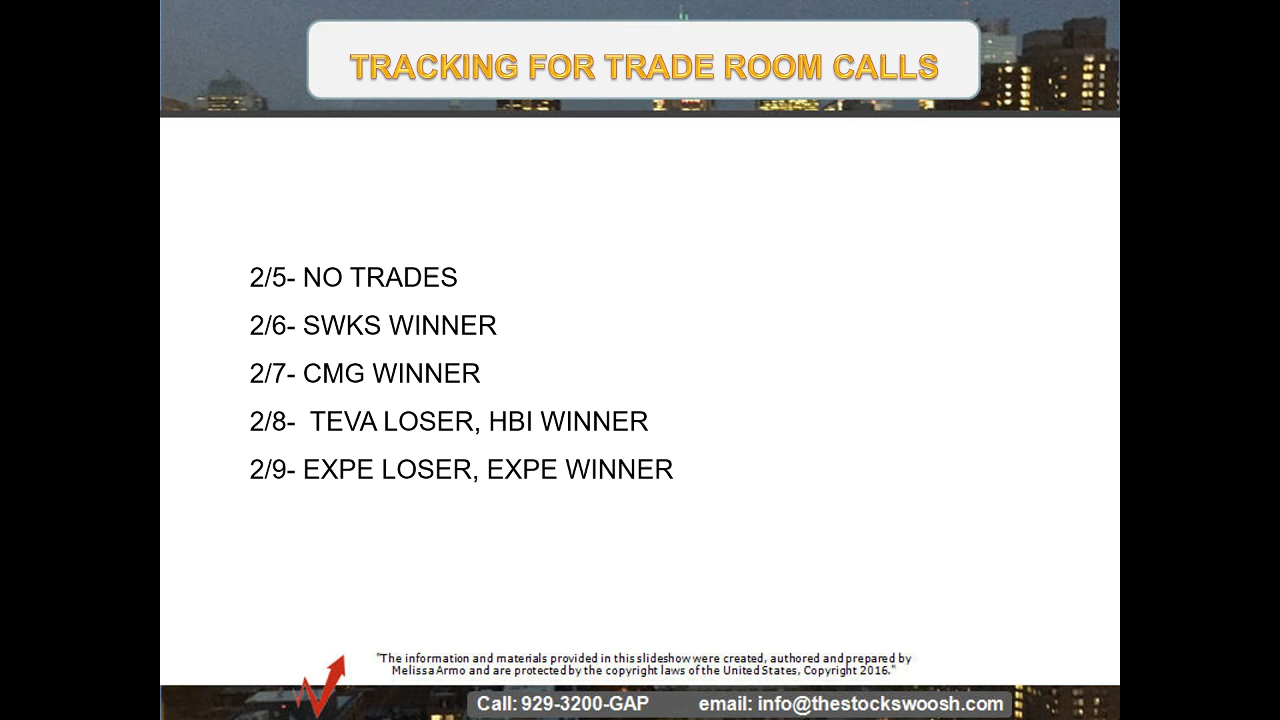 TRACKING FOR TRADE ROOM CALLS
2/5- NO TRADES
2/6- SWKS WINNER
2/7- CMG WINNER
2/8-  TEVA LOSER, HBI WINNER
2/9- EXPE LOSER, EXPE WINNER
"The information and materials provided in this slideshow were created, authored and prepared by
Melissa Armo and are protected by the copyright laws of the United States, Copyright 2016."
Call: 929-3200-GAP email: info@thestockswoosh.com